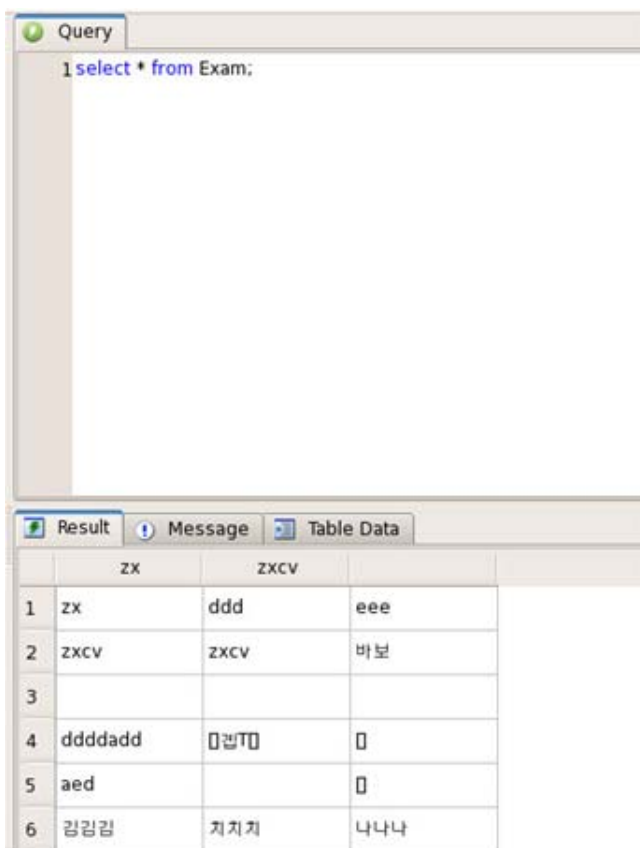 Query
1 select * from Exam;
Result Message Table Data
zx zxcv
1 zx ddd eee
2 zxcv zxcv 바보
3
4 ddddadd
5 aed
6 김김김 치치치 나나나